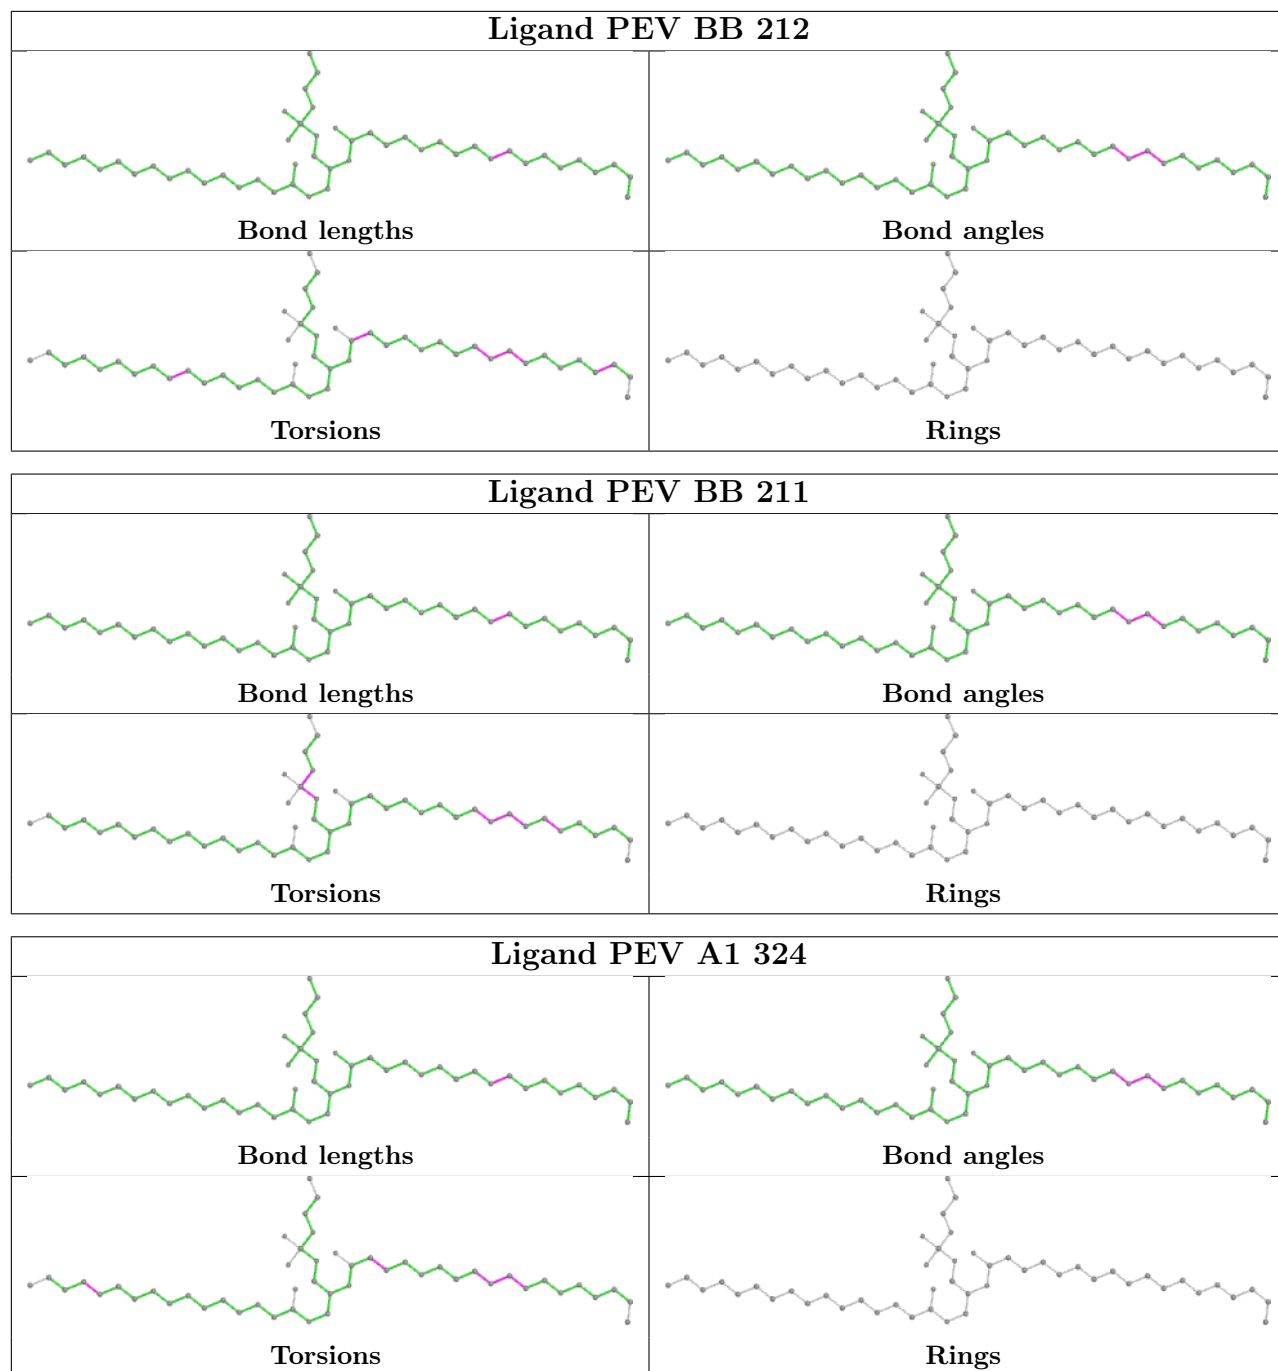 Ligand PEV BB 212
Bond lengths
Bond angles
Torsions
Rings
Ligand PEV BB 211
Bond lengths
Bond angles
Torsions
Rings
Ligand PEV A1 324
Bond lengths
Bond angles
Torsions
Rings